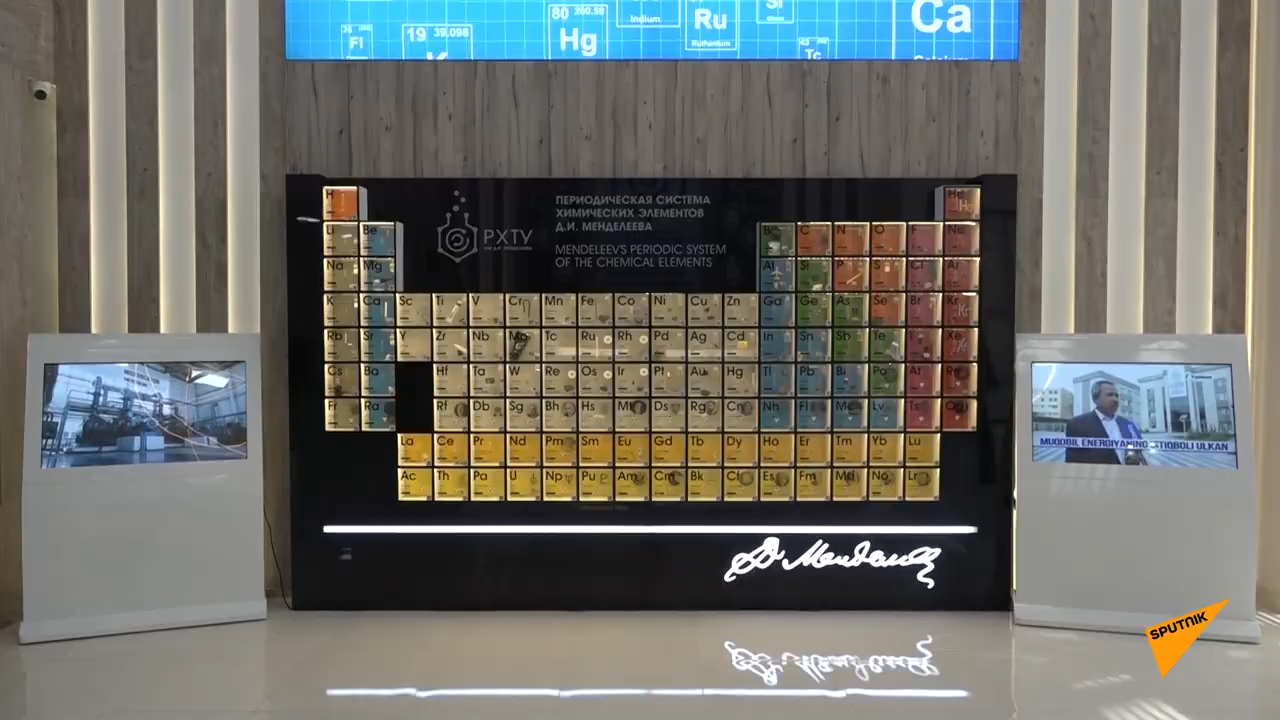 80 200.59
Hg
19 39,098
K
Fl
Indium
Ru
Ruthenium
43
Tc
Ca
ПЕРИОДИЧЕСКАЯ СИСТЕМА
ХИМИЧЕСКИХ ЭЛЕМЕНТОВ
Д.И. МЕНДЕЛЕЕВА
РХТУ
MENDELEEV'S PERIODIC SYSTEM
OF THE CHEMICAL ELEMENTS
H He
Li Be C N O F Ne
Na Mg Al Si P S Cl Ar
K Ca Sc Ti V Cr Mn Fe Co Ni Cu Zn Ga Ge As Se Br Kr
Rb Sr Y Zr Nb Mo Tc Ru Rh Pd Ag Cd In Sn Sb Te I Xe
Cs Ba Hf Ta W Re Os Ir Pt Au Hg Tl Pb Bi Po At Rn
Fr Ra Rf Db Sg Bh Hs Mt Ds Rg Cn Nh Fl Mc Lv Ts Og
La Ce Pr Nd Pm Sm Eu Gd Tb Dy Ho Er Tm Yb Lu
Ac Th Pa U Np Pu Am Cm Bk Cf Es Fm Md No Lr
MUQOBIL ENERGIYANING ISTIQBOLI ULKAN
SPUTNIK